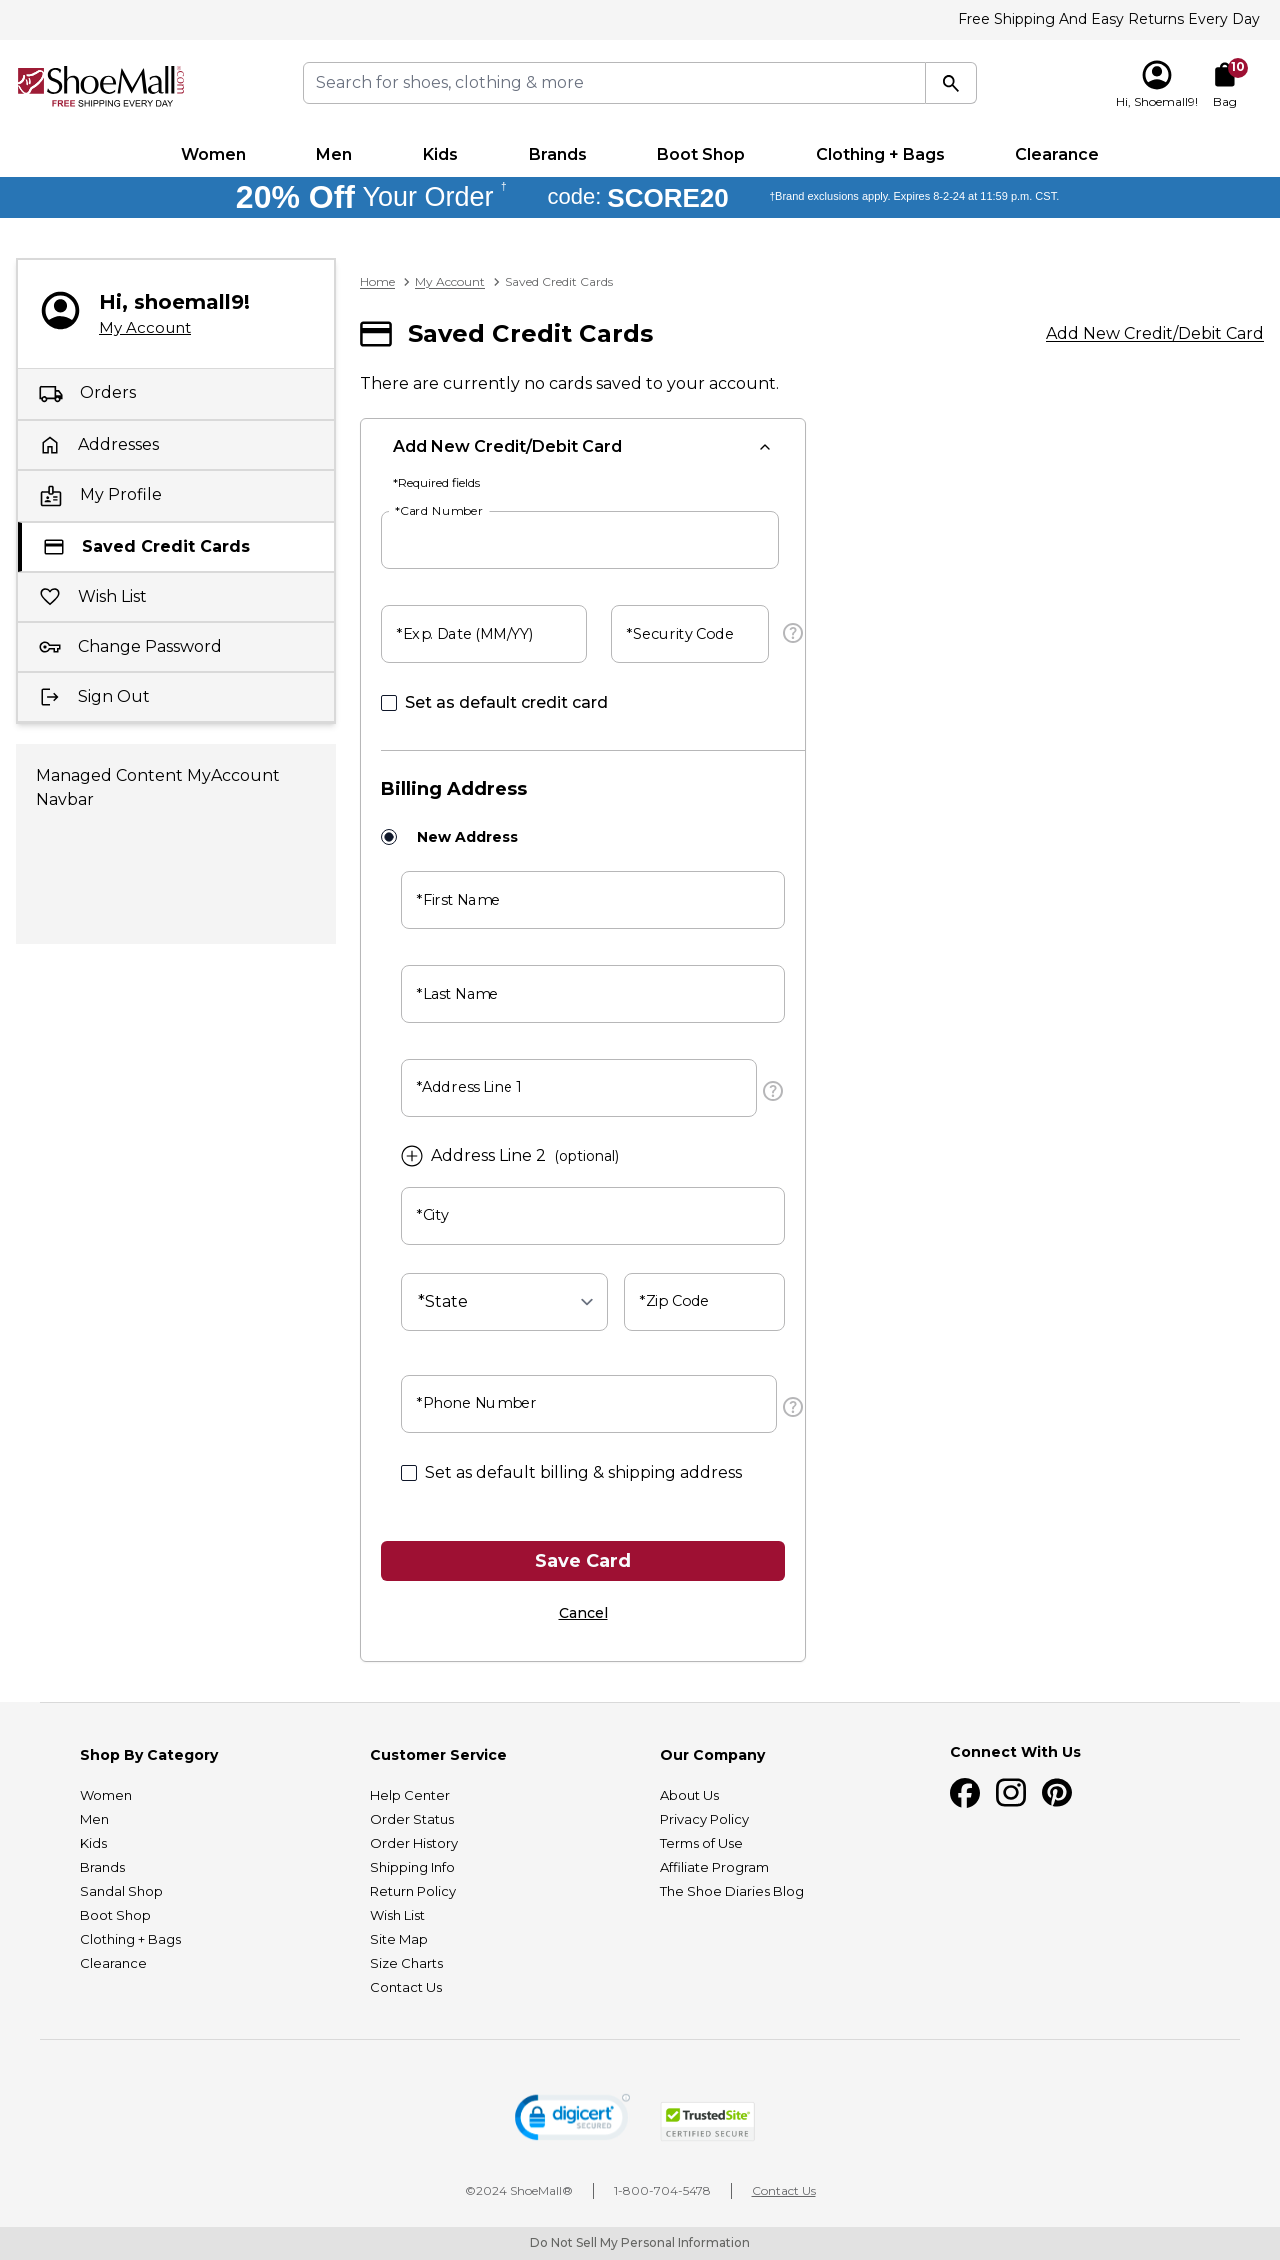 Free Shipping And Easy Returns Every Day
ShoeMall®.com
FREE SHIPPING EVERY DAY
Search for shoes, clothing & more
Hi, Shoemall9!
10
Bag
Women Men Kids Brands Boot Shop Clothing + Bags Clearance
20% Off Your Order † code: SCORE20 †Brand exclusions apply. Expires 8-2-24 at 11:59 p.m. CST.
Hi, shoemall9!
My Account
Orders
Addresses
My Profile
Saved Credit Cards
Wish List
Change Password
Sign Out
Managed Content MyAccount
Navbar
Home > My Account > Saved Credit Cards
Saved Credit Cards
Add New Credit/Debit Card
There are currently no cards saved to your account.
Add New Credit/Debit Card
*Required fields
*Card Number
*Exp. Date (MM/YY) *Security Code ?
Set as default credit card
Billing Address
New Address
*First Name
*Last Name
*Address Line 1 ?
Address Line 2 (optional)
*City
*State *Zip Code
*Phone Number ?
Set as default billing & shipping address
Save Card
Cancel
Shop By Category
Women
Men
Kids
Brands
Sandal Shop
Boot Shop
Clothing + Bags
Clearance
Customer Service
Help Center
Order Status
Order History
Shipping Info
Return Policy
Wish List
Site Map
Size Charts
Contact Us
Our Company
About Us
Privacy Policy
Terms of Use
Affiliate Program
The Shoe Diaries Blog
Connect With Us
digicert®
SECURED
TrustedSite
CERTIFIED SECURE
©2024 ShoeMall® | 1-800-704-5478 | Contact Us
Do Not Sell My Personal Information